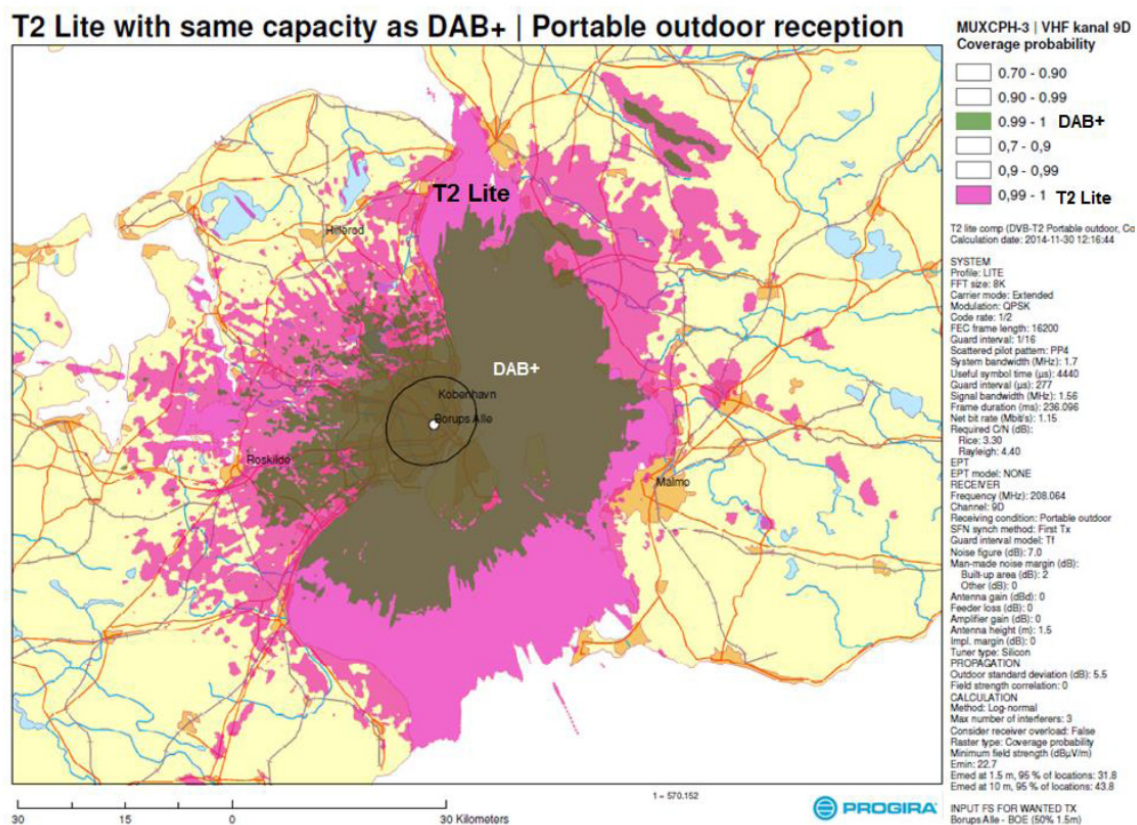 T2 Lite with same capacity as DAB+ | Portable outdoor reception
MUXCPH-3 | VHF kanal 9D
Coverage probability
0.70 - 0.90
0.90 - 0.99
0.99 - 1 DAB+
0,7 - 0,9
0,9 - 0,99
0,99 - 1 T2 Lite
T2 lite comp (DVB-T2 Portable outdoor, Co
Calculation date: 2014-11-30 12:16:44
SYSTEM
Profile: LITE
FFT size: 8K
Carrier mode: Extended
Modulation: QPSK
Code rate: 1/2
FEC frame length: 16200
Guard interval: 1/16
Scattered pilot pattern: PP4
System bandwidth (MHz): 1.7
Useful symbol time (µs): 4440
Guard interval (µs): 277
Signal bandwidth (MHz): 1.56
Frame duration (ms): 236.096
Net bit rate (Mbit/s): 1.15
Required C/N (dB):
Rice: 3.30
Rayleigh: 4.40
EPT
EPT model: NONE
RECEIVER
Frequency (MHz): 208.064
Channel: 9D
Receiving condition: Portable outdoor
SFN synch method: First Tx
Guard interval model: Tf
Noise figure (dB): 7.0
Man-made noise margin (dB):
Built-up area (dB): 2
Other (dB): 0
Antenna gain (dBd): 0
Feeder loss (dB): 0
Amplifier gain (dB): 0
Antenna height (m): 1.5
Impl. margin (dB): 0
Tuner type: Silicon
PROPAGATION
Outdoor standard deviation (dB): 5.5
Field strength correlation: 0
CALCULATION
Method: Log-normal
Max number of interferers: 3
Consider receiver overload: False
Raster type: Coverage probability
Minimum field strength (dBµV/m)
Emin: 22.7
Emed at 1.5 m, 95 % of locations: 31.8
Emed at 10 m, 95 % of locations: 43.8
INPUT FS FOR WANTED TX
Borups Alle - BOE (50% 1.5m)
T2 Lite
Hillerød
DAB+
København
Borups Alle
Roskilde
Malmo
1 = 570.152
30 15 0 30 Kilometers
PROGIRA